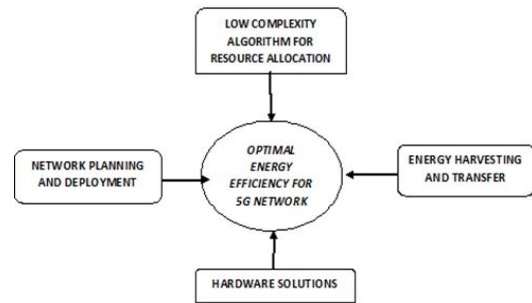 LOW COMPLEXITY
ALGORITHM FOR
RESOURCE ALLOCATION
NETWORK PLANNING
AND DEPLOYMENT
OPTIMAL
ENERGY
EFFICIENCY FOR
5G NETWORK
ENERGY HARVESTING
AND TRANSFER
HARDWARE SOLUTIONS